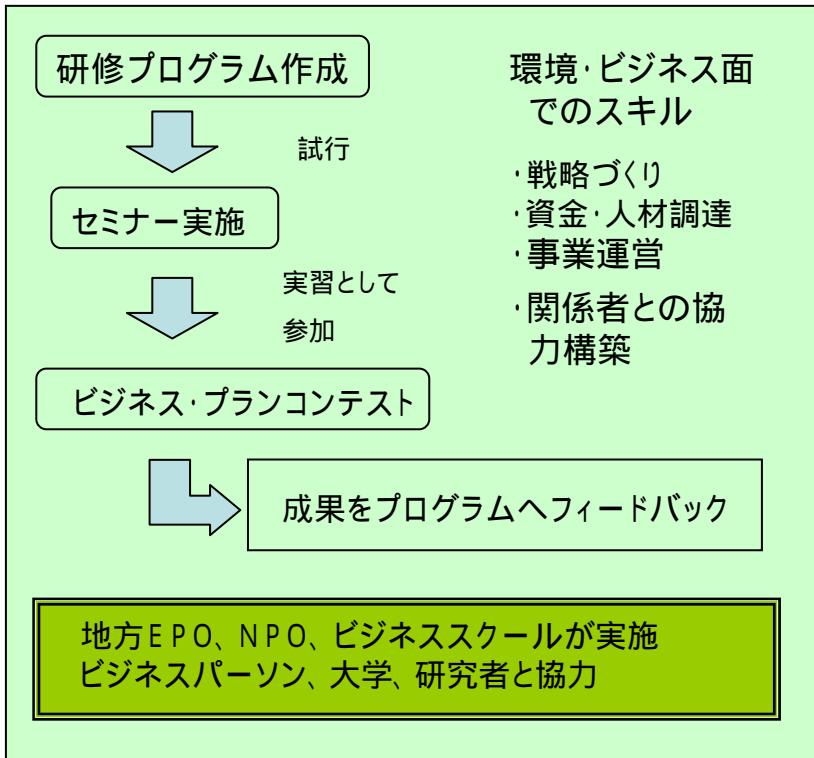 研修プログラム作成
試行
セミナー実施
実習として
参加
ビジネス・プランコンテスト
成果をプログラムへフィードバック
環境・ビジネス面
でのスキル
・戦略づくり
・資金・人材調達
・事業運営
・関係者との協
力構築
地方EPO、NPO、ビジネススクールが実施
ビジネスパーソン、大学、研究者と協力